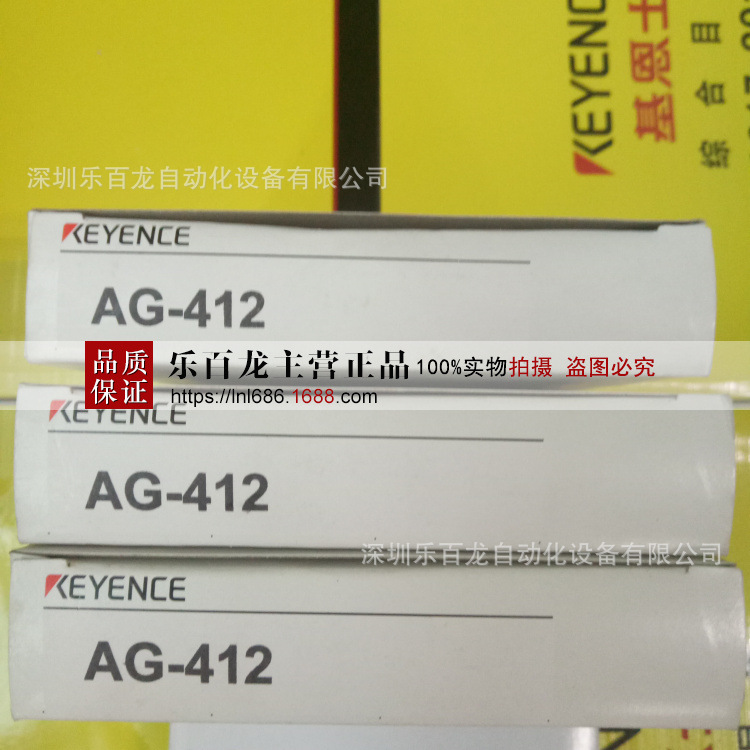 KEYENCE
基恩士
综合目
深圳乐百龙自动化设备有限公司
KEYENCE
AG-412
品质
保证
乐百龙主营正品 100%实物拍摄 盗图必究
https://lnl686.1688.com
KEYENCE
AG-412
深圳乐百龙自动化设备有限公司
KEYENCE
AG-412